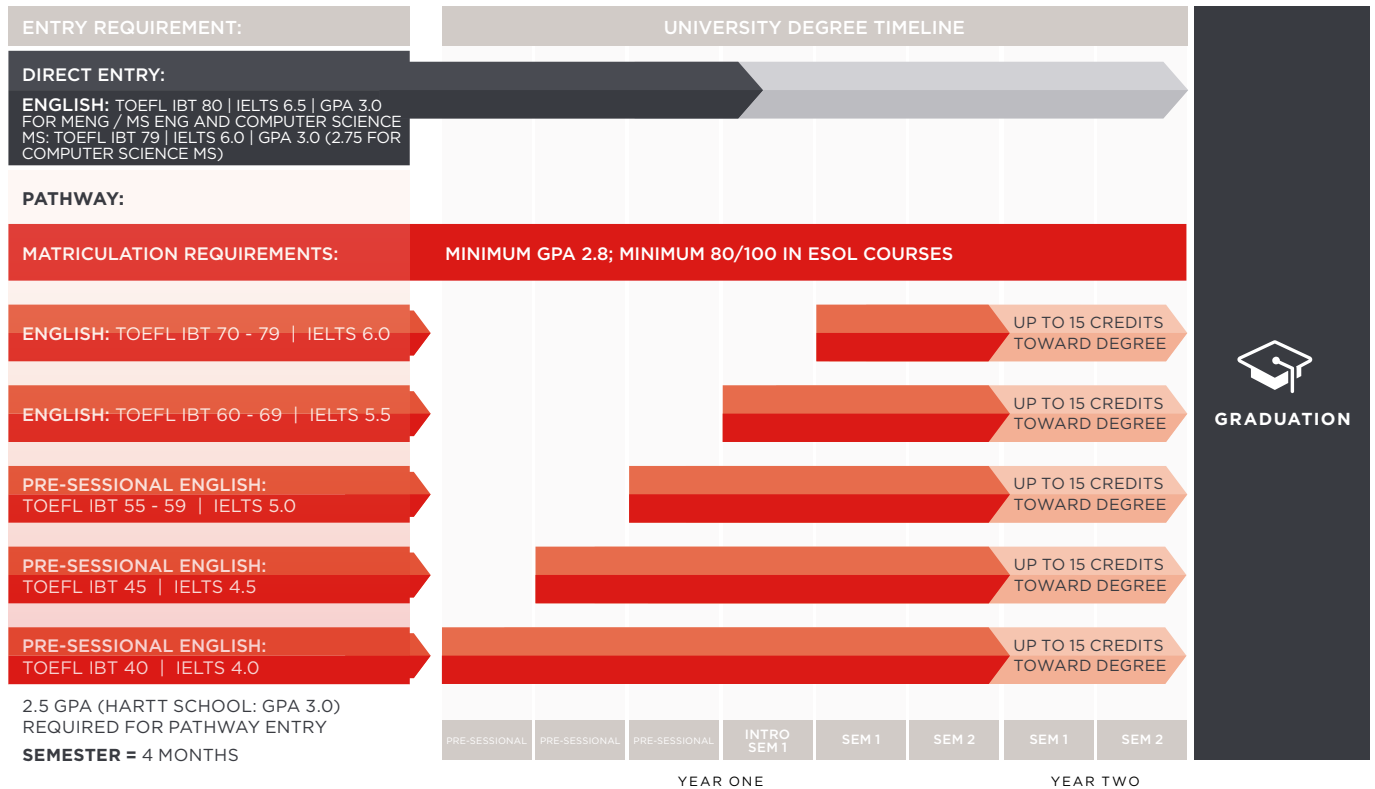 ENTRY REQUIREMENT:
UNIVERSITY DEGREE TIMELINE
DIRECT ENTRY:
ENGLISH: TOEFL IBT 80 | IELTS 6.5 | GPA 3.0
FOR MENG / MS ENG AND COMPUTER SCIENCE
MS: TOEFL IBT 79 | IELTS 6.0 | GPA 3.0 (2.75 FOR
COMPUTER SCIENCE MS)
PATHWAY:
MATRICULATION REQUIREMENTS:
MINIMUM GPA 2.8; MINIMUM 80/100 IN ESOL COURSES
ENGLISH: TOEFL IBT 70 - 79 | IELTS 6.0
UP TO 15 CREDITS
TOWARD DEGREE
ENGLISH: TOEFL IBT 60 - 69 | IELTS 5.5
UP TO 15 CREDITS
TOWARD DEGREE
PRE-SESSIONAL ENGLISH:
TOEFL IBT 55 - 59 | IELTS 5.0
UP TO 15 CREDITS
TOWARD DEGREE
PRE-SESSIONAL ENGLISH:
TOEFL IBT 45 | IELTS 4.5
UP TO 15 CREDITS
TOWARD DEGREE
PRE-SESSIONAL ENGLISH:
TOEFL IBT 40 | IELTS 4.0
UP TO 15 CREDITS
TOWARD DEGREE
GRADUATION
2.5 GPA (HARTT SCHOOL: GPA 3.0)
REQUIRED FOR PATHWAY ENTRY
SEMESTER = 4 MONTHS
PRE-SESSIONAL
PRE-SESSIONAL
PRE-SESSIONAL
INTRO
SEM 1
SEM 1
SEM 2
SEM 1
SEM 2
YEAR ONE
YEAR TWO